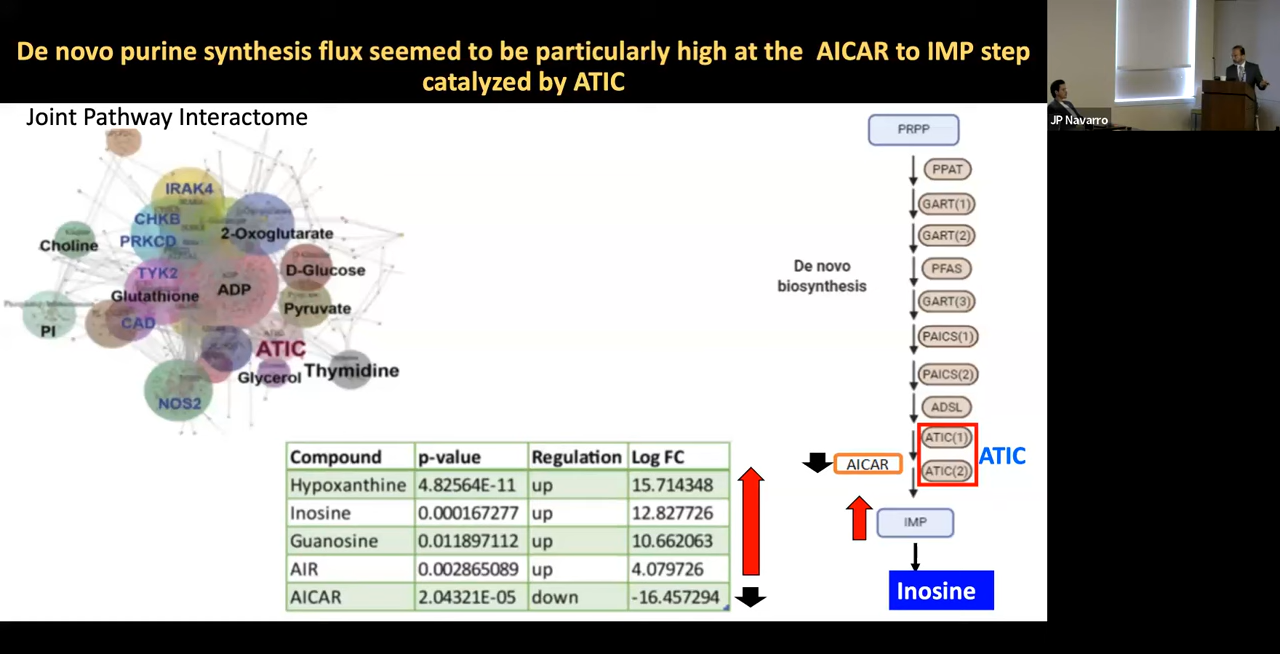 De novo purine synthesis flux seemed to be particularly high at the AICAR to IMP step
catalyzed by ATIC
JP Navarro
Joint Pathway Interactome
IRAK4
CHKB
2-Oxoglutarate
PRKCD
Choline
TYK2
D-Glucose
Glutathione
ADP
Pyruvate
PI
CAD
ATIC
Glycerol
Thymidine
NOS2
PRPP
PPAT
GART(1)
GART(2)
De novo
biosynthesis
PFAS
GART(3)
PAICS(1)
PAICS(2)
ADSL
ATIC(1)
ATIC
AICAR
ATIC(2)
IMP
Inosine
Compound p-value Regulation Log FC
Hypoxanthine 4.82564E-11 up 15.714348
Inosine 0.000167277 up 12.827726
Guanosine 0.011897112 up 10.662063
AIR 0.002865089 up 4.079726
AICAR 2.04321E-05 down -16.457294